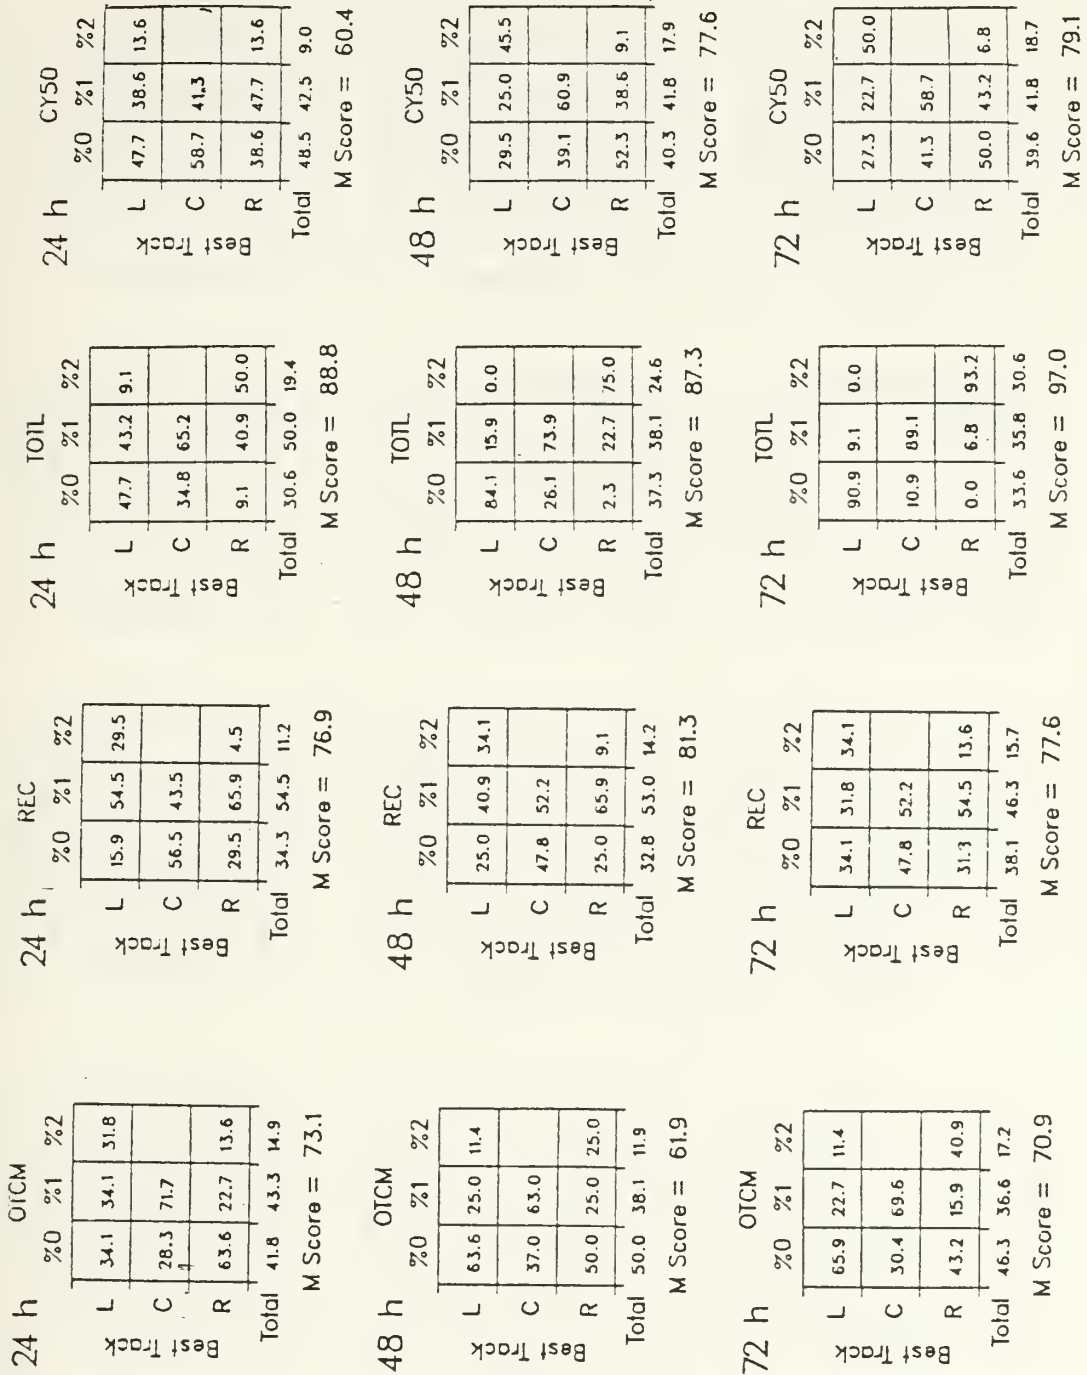 24 h OTCM
%0 %1 %2
L 34.1 34.1 31.8
C 28.3 71.7
R 63.6 22.7 13.6
Best Track
Total 41.8 43.3 14.9
M Score = 73.1
24 h REC
%0 %1 %2
L 15.9 54.5 29.5
C 56.5 43.5
R 29.5 65.9 4.5
Best Track
Total 34.3 54.5 11.2
M Score = 76.9
24 h TOTL
%0 %1 %2
L 47.7 43.2 9.1
C 34.8 65.2
R 9.1 40.9 50.0
Best Track
Total 30.6 50.0 19.4
M Score = 88.8
24 h CY50
%0 %1 %2
L 47.7 38.6 13.6
C 58.7 41.3
R 38.6 47.7 13.6
Best Track
Total 48.5 42.5 9.0
M Score = 60.4
48 h OTCM
%0 %1 %2
L 63.6 25.0 11.4
C 37.0 63.0
R 50.0 25.0 25.0
Best Track
Total 50.0 38.1 11.9
M Score = 61.9
48 h REC
%0 %1 %2
L 25.0 40.9 34.1
C 47.8 52.2
R 25.0 65.9 9.1
Best Track
Total 32.8 53.0 14.2
M Score = 81.3
48 h TOTL
%0 %1 %2
L 84.1 15.9 0.0
C 26.1 73.9
R 2.3 22.7 75.0
Best Track
Total 37.3 38.1 24.6
M Score = 87.3
48 h CY50
%0 %1 %2
L 29.5 25.0 45.5
C 39.1 60.9
R 52.3 38.6 9.1
Best Track
Total 40.3 41.8 17.9
M Score = 77.6
72 h OTCM
%0 %1 %2
L 65.9 22.7 11.4
C 30.4 69.6
R 43.2 15.9 40.9
Best Track
Total 46.3 36.6 17.2
M Score = 70.9
72 h REC
%0 %1 %2
L 34.1 31.8 34.1
C 47.8 52.2
R 31.3 54.5 13.6
Best Track
Total 38.1 46.3 15.7
M Score = 77.6
72 h TOTL
%0 %1 %2
L 90.9 9.1 0.0
C 10.9 89.1
R 0.0 6.8 93.2
Best Track
Total 33.6 35.8 30.6
M Score = 97.0
72 h CY50
%0 %1 %2
L 27.3 22.7 50.0
C 41.3 58.7
R 50.0 43.2 6.8
Best Track
Total 39.6 41.8 18.7
M Score = 79.1